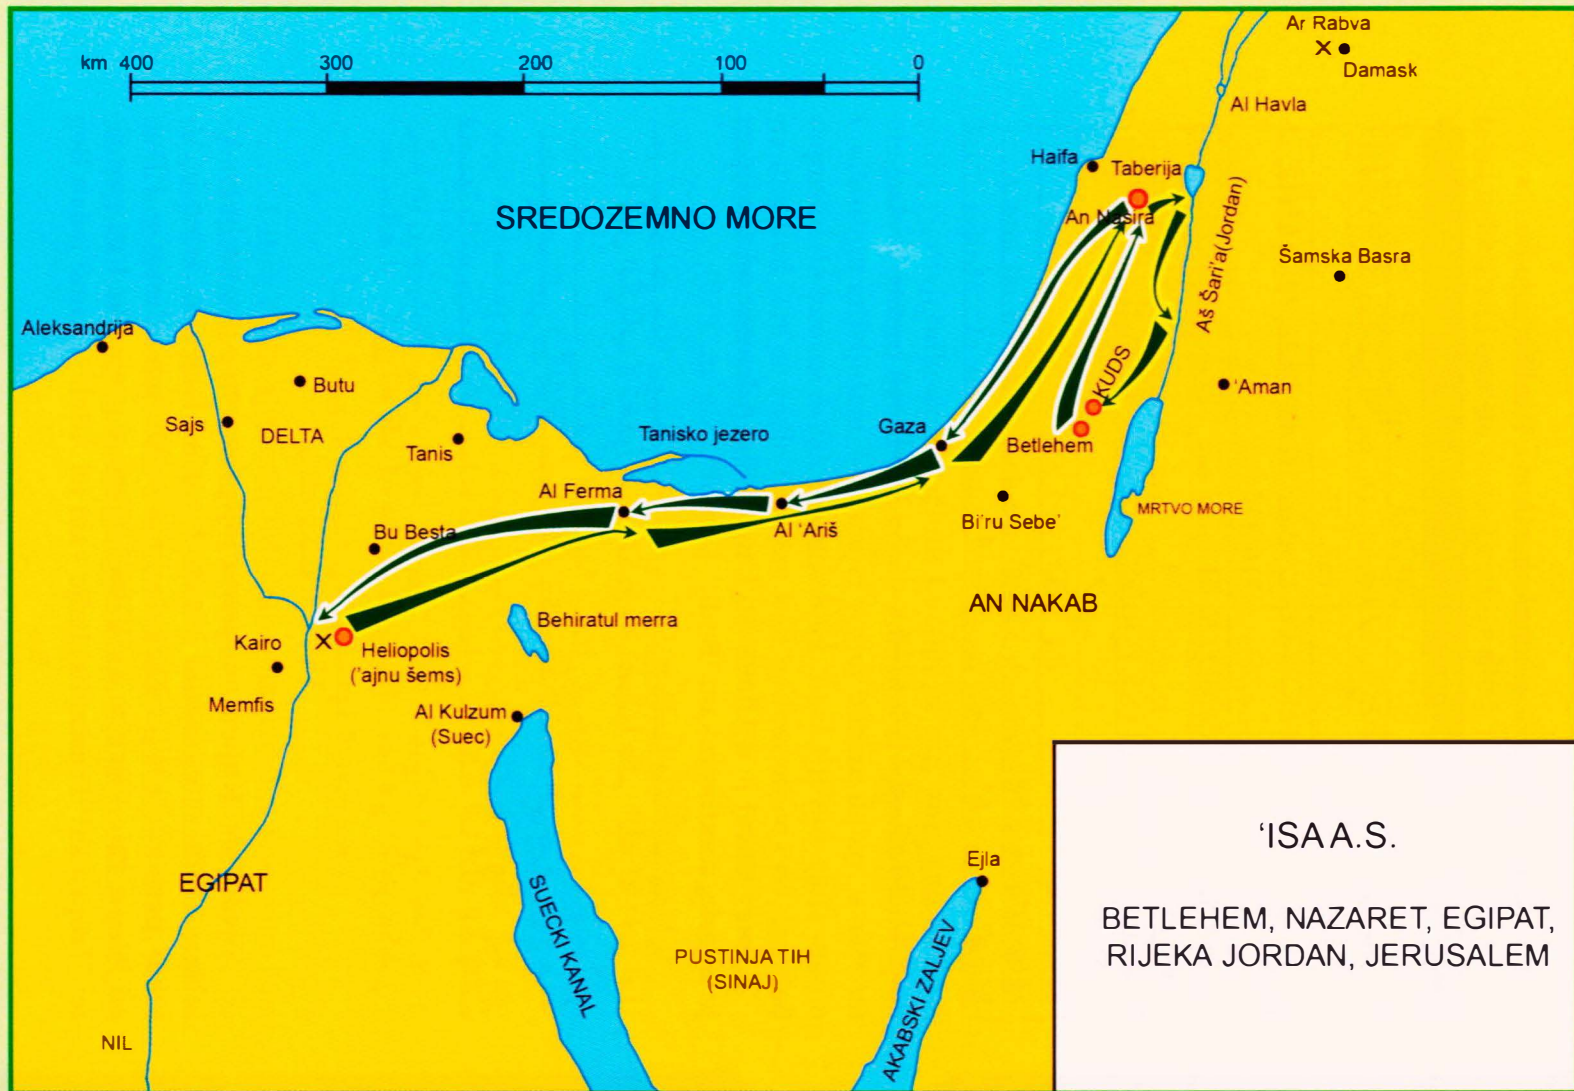 Ar Rabva
km 400 300 200 100 0
Damask
Al Havla
Haifa
Taberija
SREDOZEMNO MORE
An Nasira
Aš Šari'a(Jordan)
Šamska Basra
Aleksandrija
Butu
KUDS
'Aman
Sajs
DELTA
Tanis
Tanisko jezero
Gaza
Betlehem
Al Ferma
Bu Besta
Al 'Ariš
Bi'ru Sebe'
MRTVO MORE
AN NAKAB
Behiratul merra
Kairo
Heliopolis
('ajnu šems)
Memfis
Al Kulzum
(Suec)
EGIPAT
SUECKI KANAL
PUSTINJA TIH
(SINAJ)
Ejla
AKABSKI ZALJEV
NIL
'ISA A.S.
BETLEHEM, NAZARET, EGIPAT,
RIJEKA JORDAN, JERUSALEM